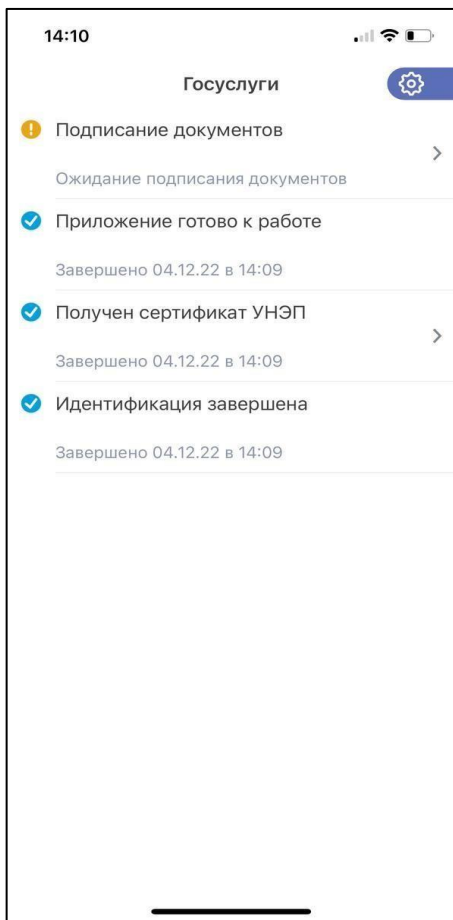 14:10
Госуслуги
Подписание документов
Ожидание подписания документов
Приложение готово к работе
Завершено 04.12.22 в 14:09
Получен сертификат УНЭП
Завершено 04.12.22 в 14:09
Идентификация завершена
Завершено 04.12.22 в 14:09